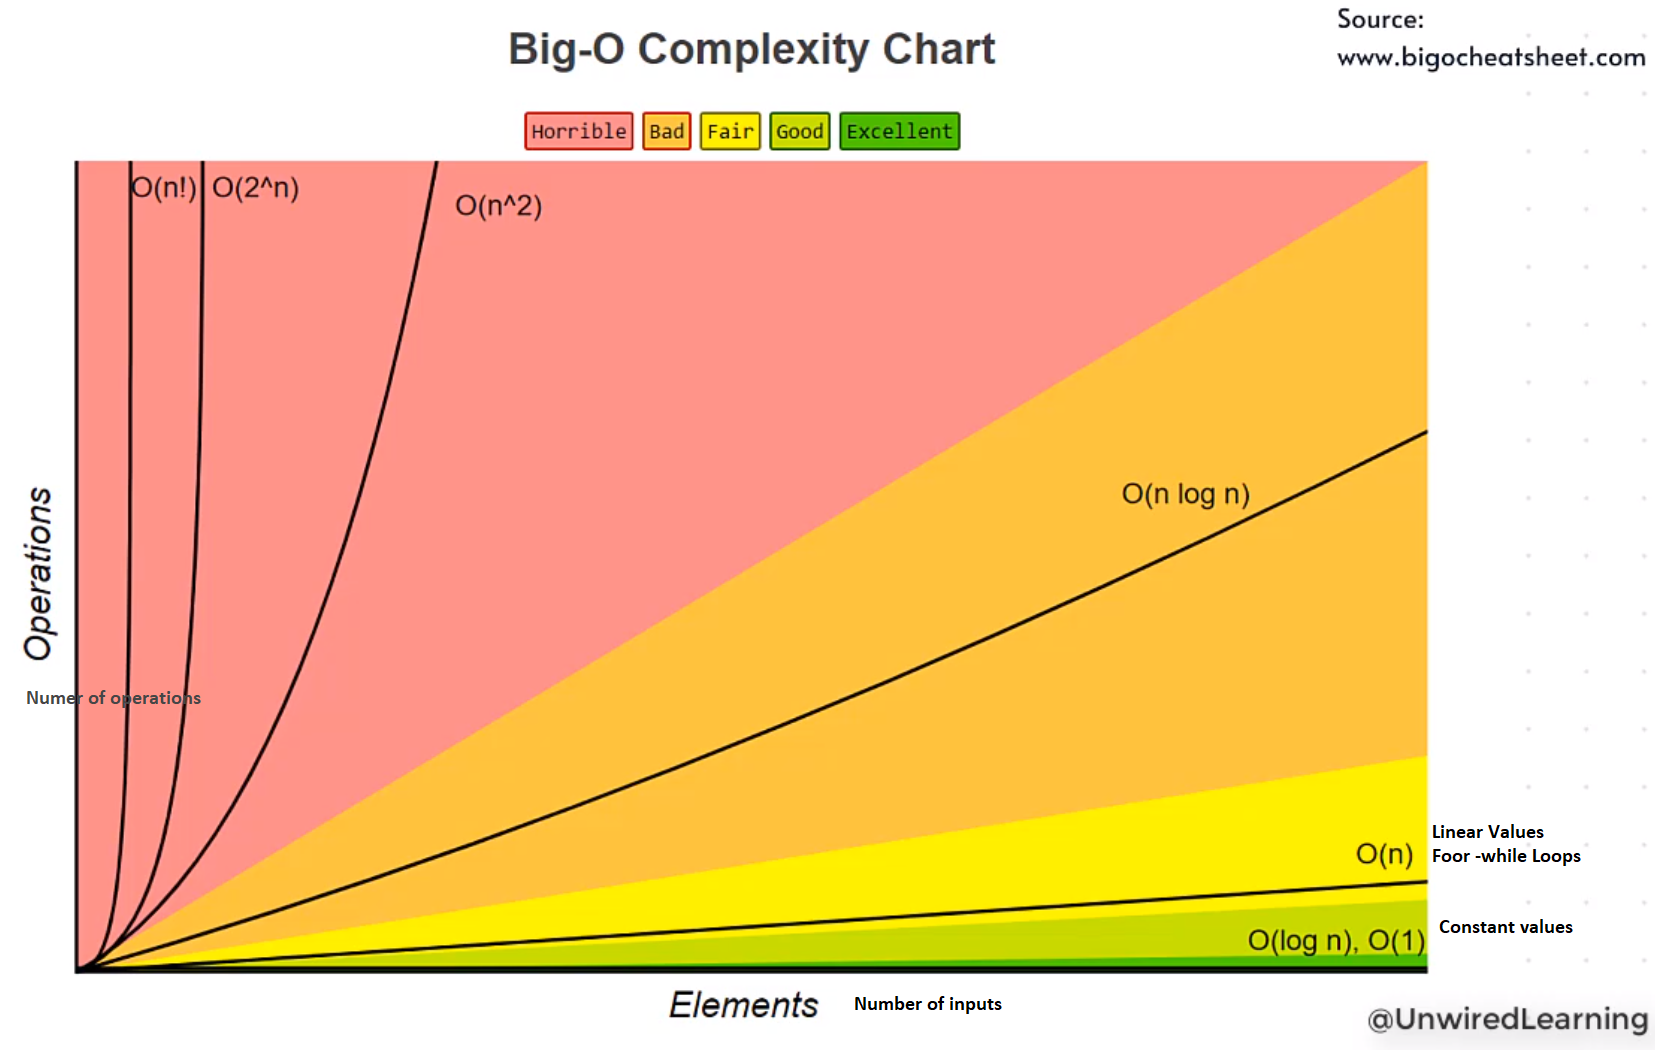 Source:
www.bigocheatsheet.com
Big-O Complexity Chart
Horrible Bad Fair Good Excellent
O(n!) O(2^n)
O(n^2)
O(n log n)
Operations
Numer of operations
Linear Values
O(n) Foor -while Loops
Constant values
O(log n), O(1)
Elements Number of inputs
@UnwiredLearning